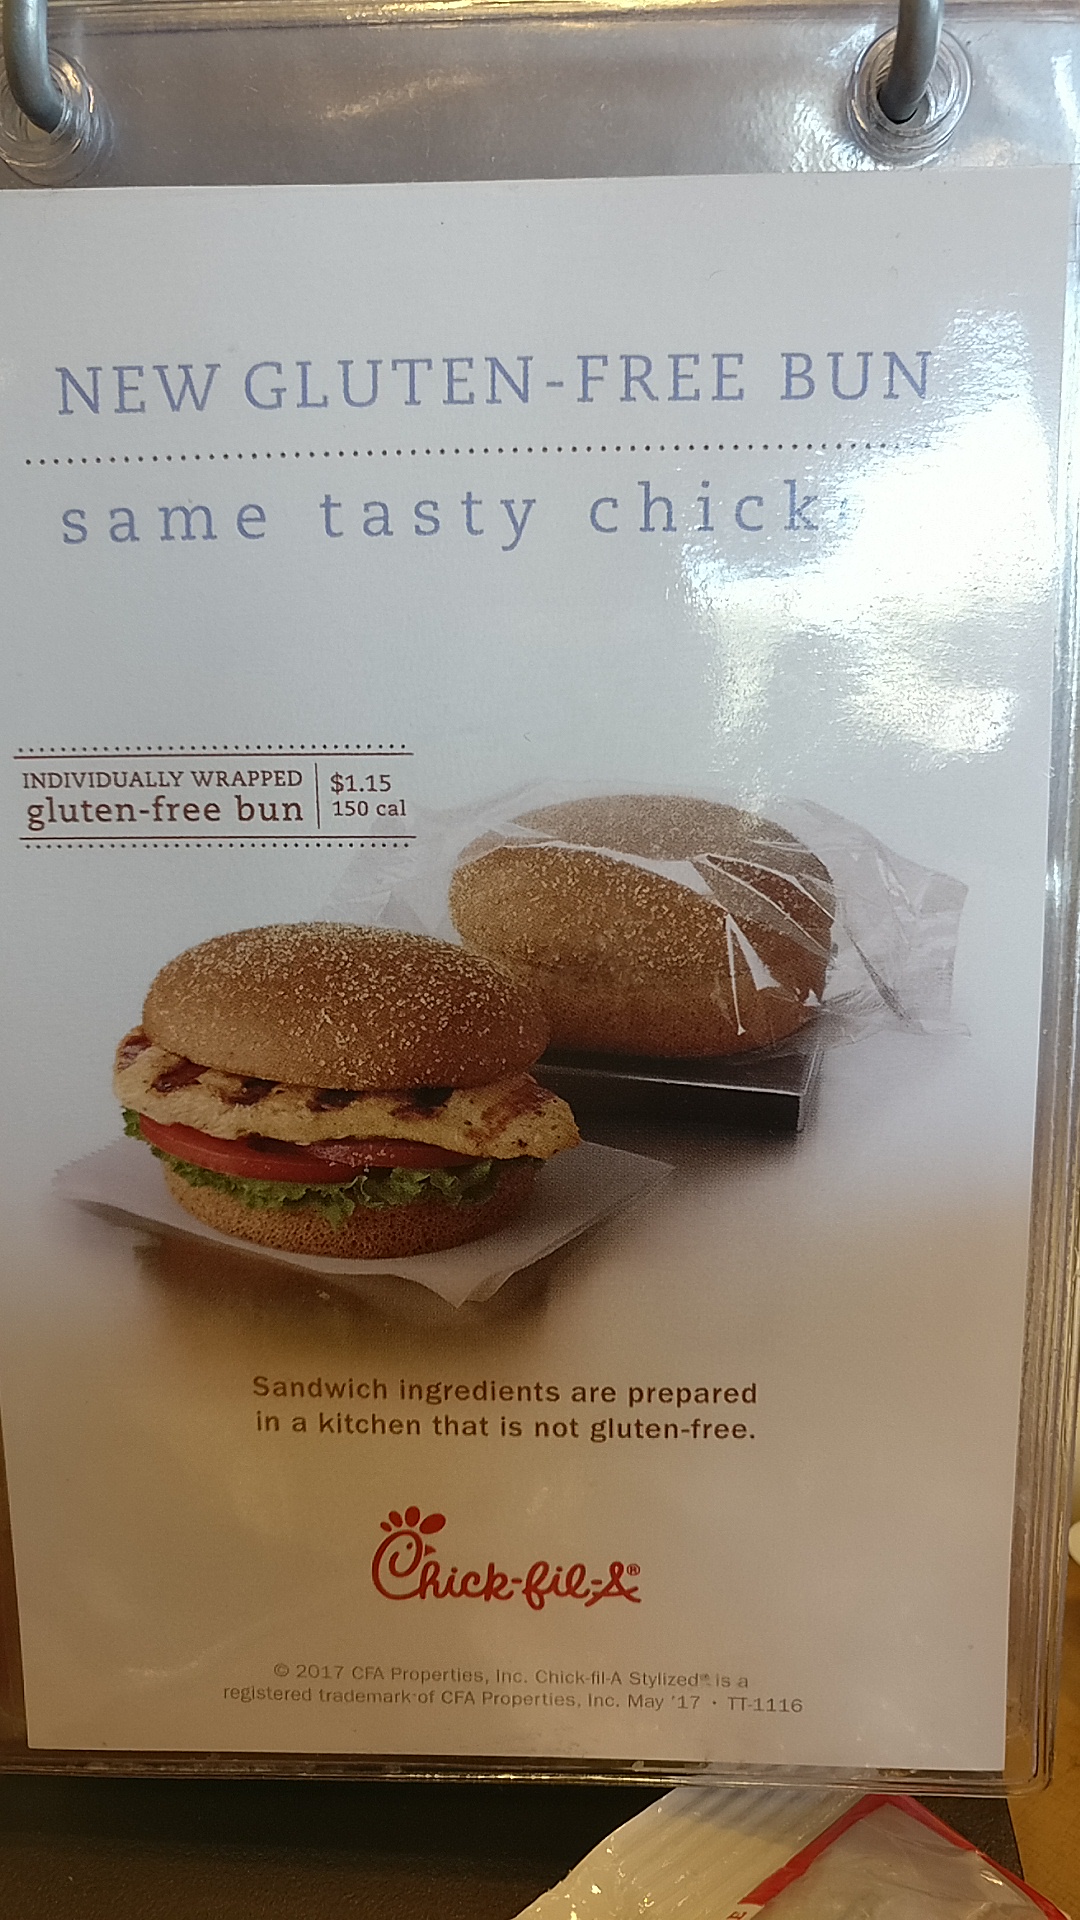 NEW GLUTEN-FREE BUN
same tasty
INDIVIDUALLY WRAPPED
gluten-free bun
$1.15
150 cal
Sandwich ingredients are prepared
in a kitchen that is not gluten-free.
Chick-fil-A®
© 2017 CFA Properties, Inc. Chick-fil-A Stylized® is a
registered trademark of CFA Properties, Inc. May '17 · TT-1116